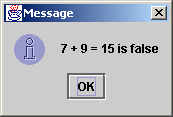 Message
7 + 9 = 15 is false
OK